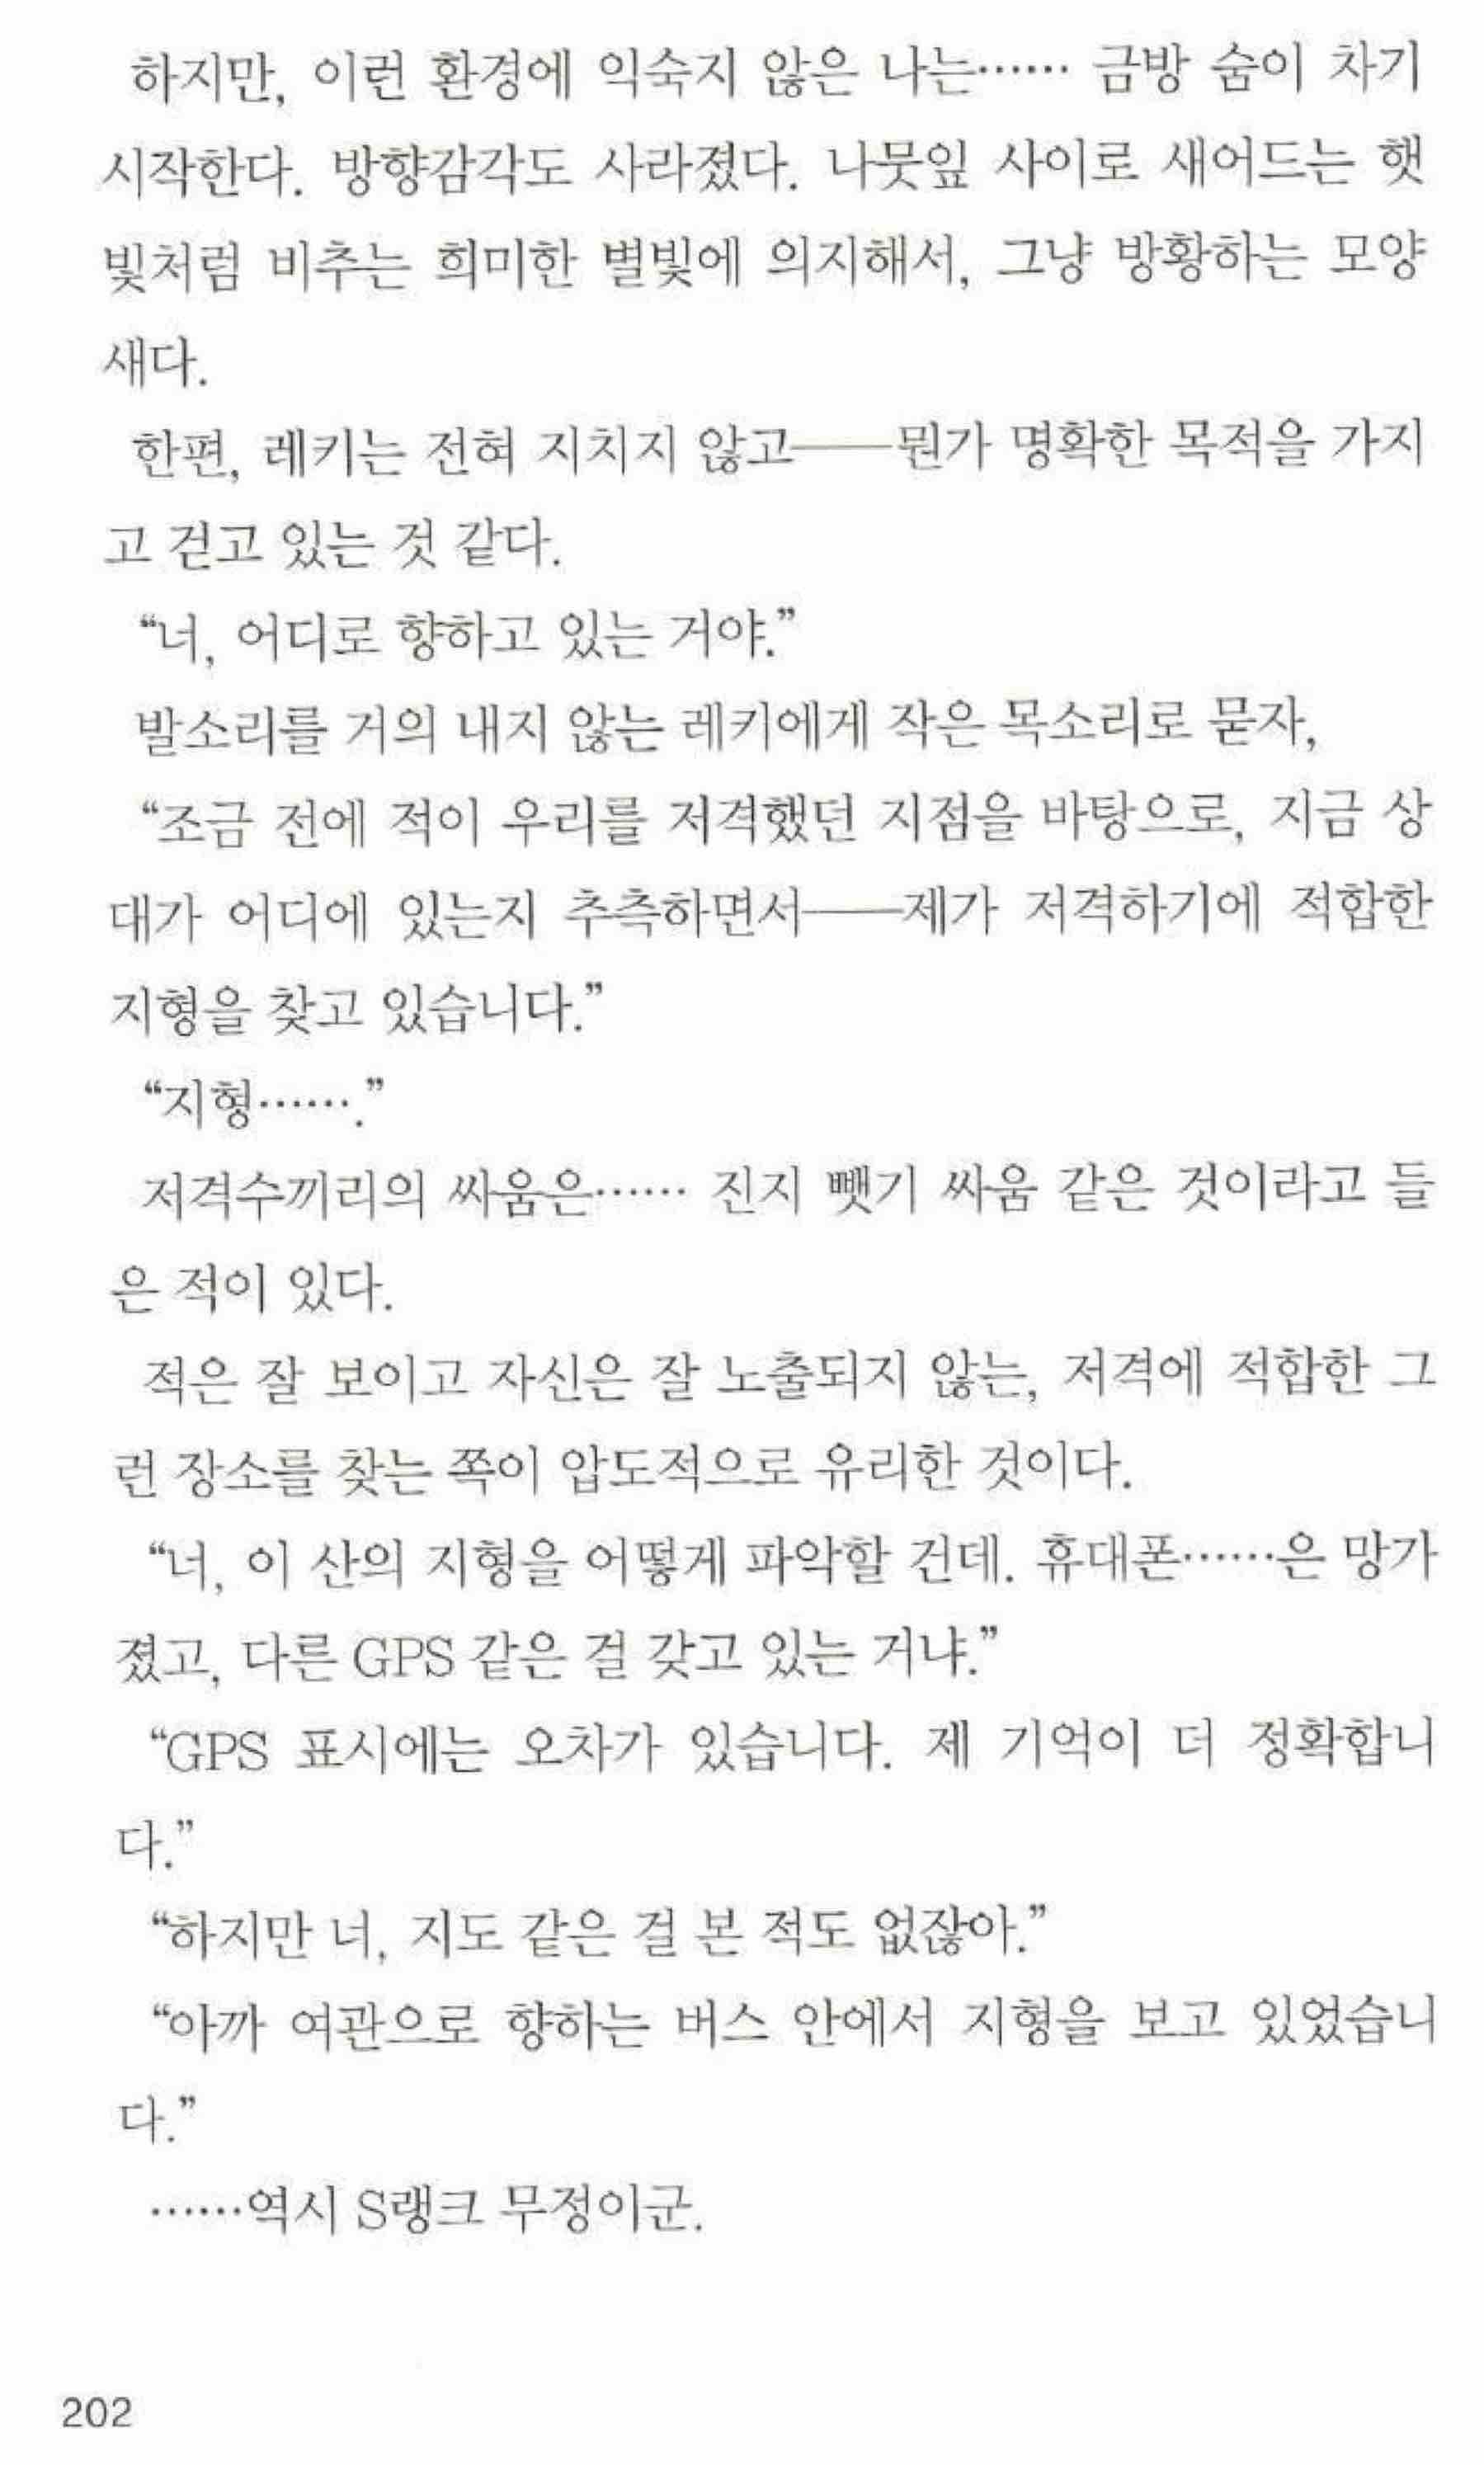 하지만, 이런 환경에 익숙지 않은 나는…… 금방 숨이 차기
시작한다. 방향감각도 사라졌다. 나뭇잎 사이로 새어드는 햇
빛처럼 비추는 희미한 별빛에 의지해서, 그냥 방황하는 모양
새다.
한편, 레키는 전혀 지치지 않고──뭔가 명확한 목적을 가지
고 걷고 있는 것 같다.
“너, 어디로 향하고 있는 거야.”
발소리를 거의 내지 않는 레키에게 작은 목소리로 묻자,
“조금 전에 적이 우리를 저격했던 지점을 바탕으로, 지금 상
대가 어디에 있는지 추측하면서──제가 저격하기에 적합한
지형을 찾고 있습니다.”
“지형…….”
저격수끼리의 싸움은…… 진지 뺏기 싸움 같은 것이라고 들
은 적이 있다.
적은 잘 보이고 자신은 잘 노출되지 않는, 저격에 적합한 그
런 장소를 찾는 쪽이 압도적으로 유리한 것이다.
“너, 이 산의 지형을 어떻게 파악할 건데. 휴대폰……은 망가
졌고, 다른 GPS 같은 걸 갖고 있는 거냐.”
“GPS 표시에는 오차가 있습니다. 제 기억이 더 정확합니
다.”
“하지만 너, 지도 같은 걸 본 적도 없잖아.”
“아까 여관으로 향하는 버스 안에서 지형을 보고 있었습니
다.”
……역시 S랭크 무정이군.
202